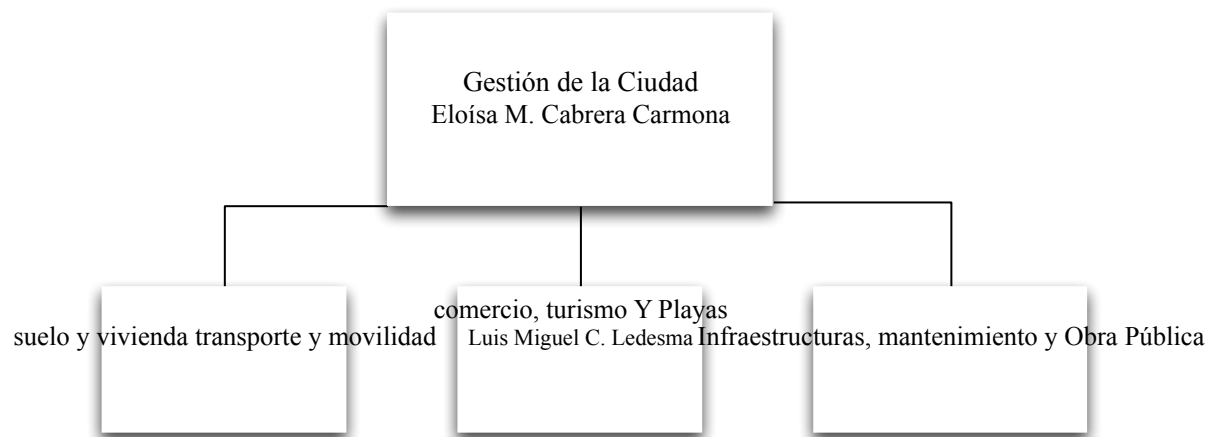 Gestión de la Ciudad
Eloísa M. Cabrera Carmona
suelo y vivienda transporte y movilidad
comercio, turismo Y Playas
Luis Miguel C. Ledesma
Infraestructuras, mantenimiento y Obra Pública